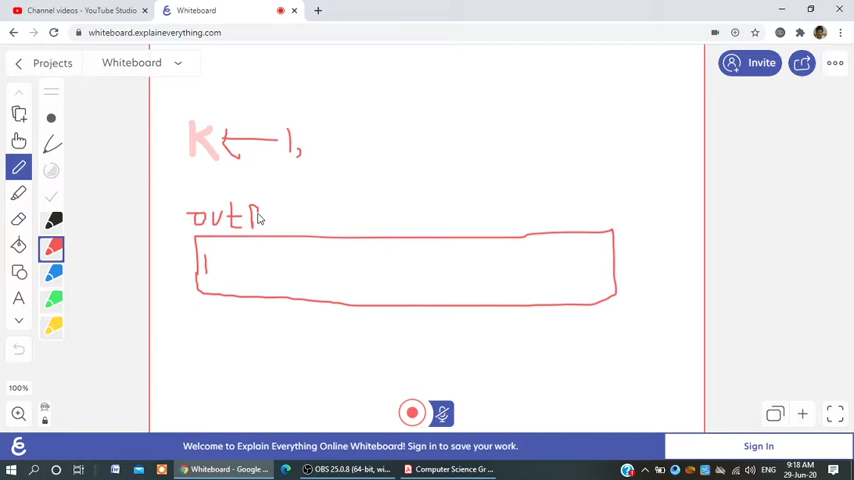 Channel videos - YouTube Studio
Whiteboard
whiteboard.explaineverything.com
Projects
Whiteboard
Invite
K ← 1,
outp
1
A
100%
Welcome to Explain Everything Online Whiteboard! Sign in to save your work.
Sign In
Whiteboard - Google ...
OBS 25.0.8 (64-bit, wi...
Computer Science Gr ...
ENG
9:18 AM
29-Jun-20